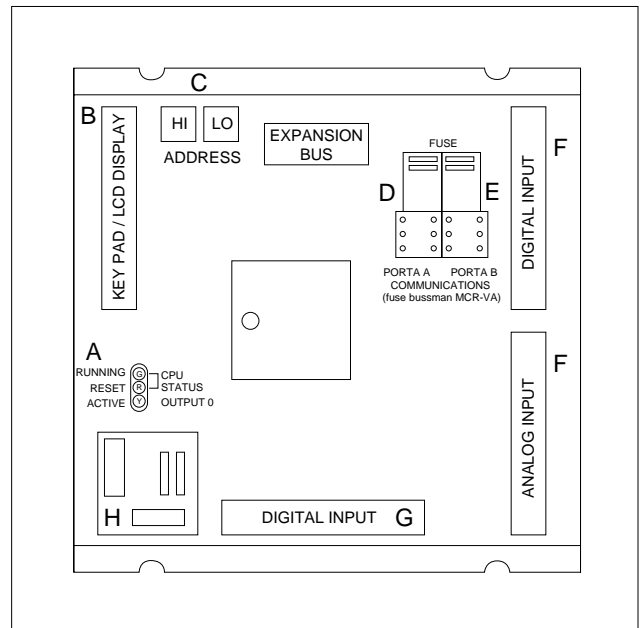 C
B
HI
LO
ADDRESS
EXPANSION
BUS
FUSE
KEY PAD / LCD DISPLAY
D
E
DIGITAL INPUT
F
PORTA A
PORTA B
COMMUNICATIONS
(fuse bussman MCR-VA)
A
RUNNING
G
CPU
RESET
R
STATUS
ACTIVE
Y
OUTPUT 0
ANALOG INPUT
F
H
DIGITAL INPUT
G